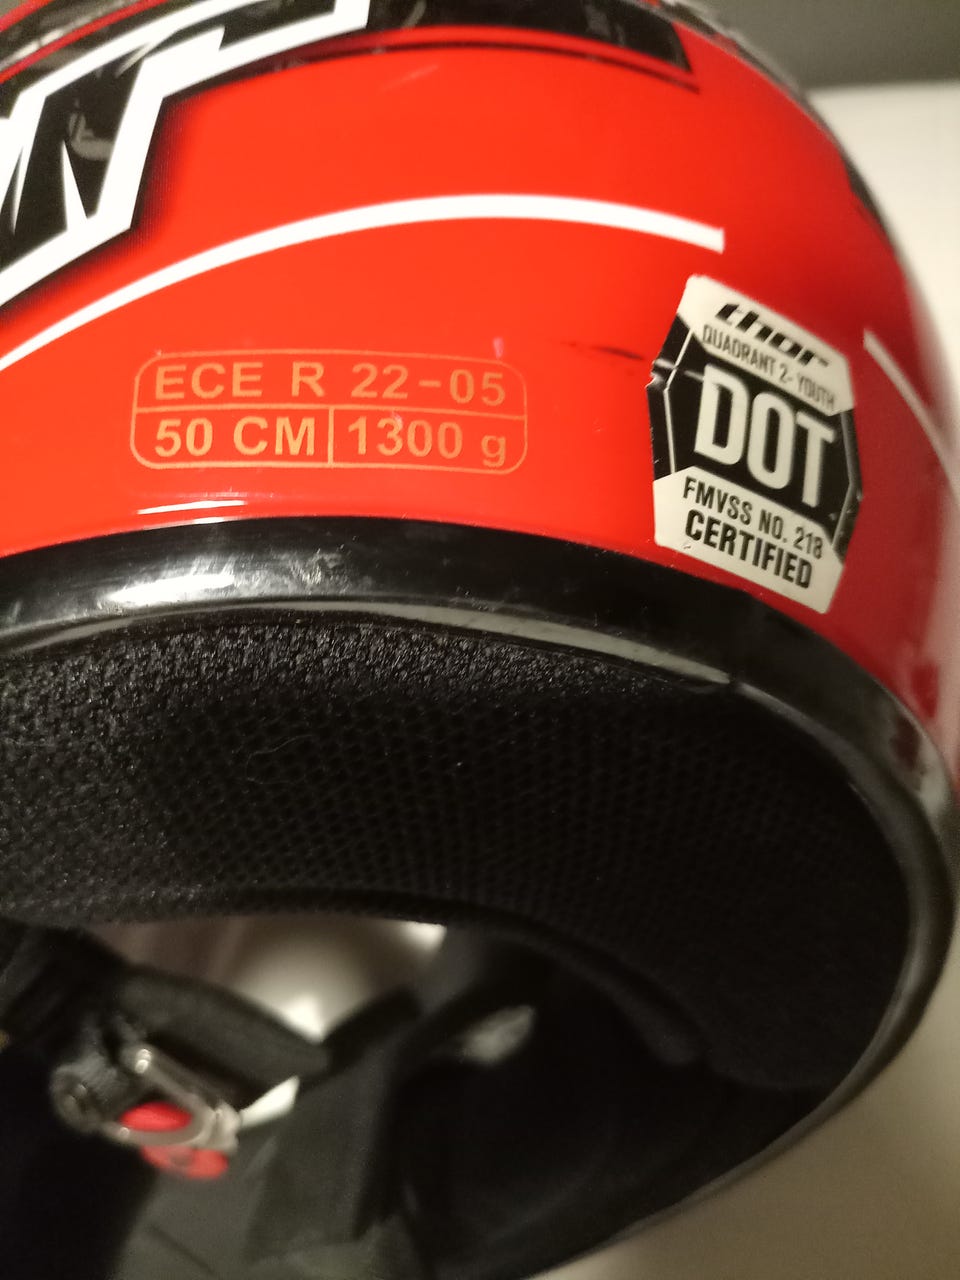 ECE R 22-05
50 CM 1300 g
thor
QUADRANT 2- YOUTH
DOT
FMVSS NO. 218
CERTIFIED